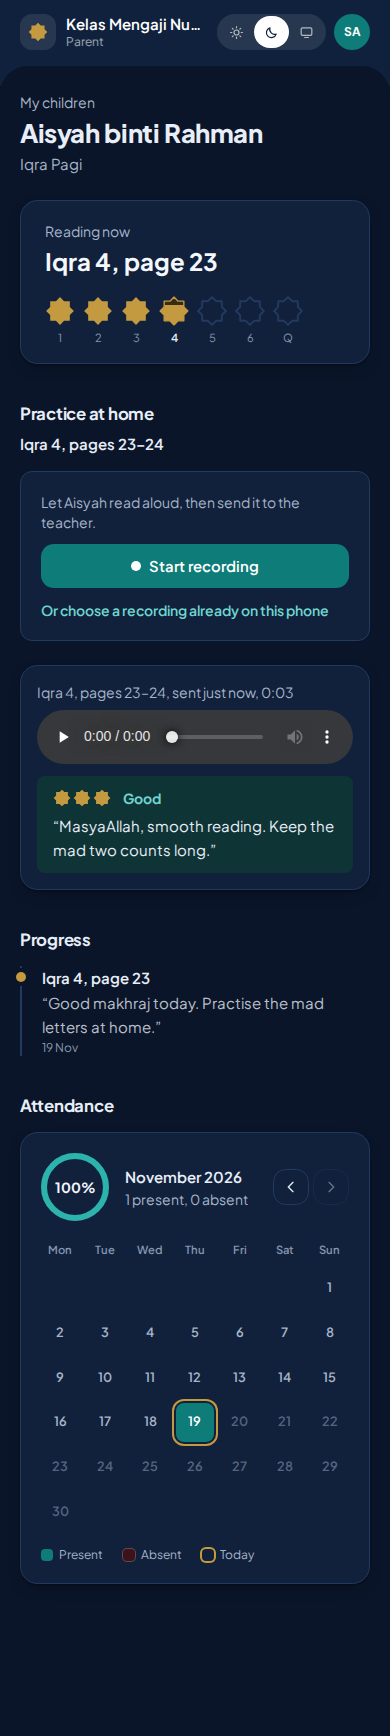 Kelas Mengaji Nu...
Parent
SA
My children
Aisyah binti Rahman
Iqra Pagi
Reading now
Iqra 4, page 23
1 2 3 4 5 6 Q
Practice at home
Iqra 4, pages 23–24
Let Aisyah read aloud, then send it to the
teacher.
Start recording
Or choose a recording already on this phone
Iqra 4, pages 23–24, sent just now, 0:03
0:00 / 0:00
Good
“MasyaAllah, smooth reading. Keep the
mad two counts long.”
Progress
Iqra 4, page 23
“Good makhraj today. Practise the mad
letters at home.”
19 Nov
Attendance
100%
November 2026
1 present, 0 absent
Mon Tue Wed Thu Fri Sat Sun
1
2 3 4 5 6 7 8
9 10 11 12 13 14 15
16 17 18 19 20 21 22
23 24 25 26 27 28 29
30
Present Absent Today